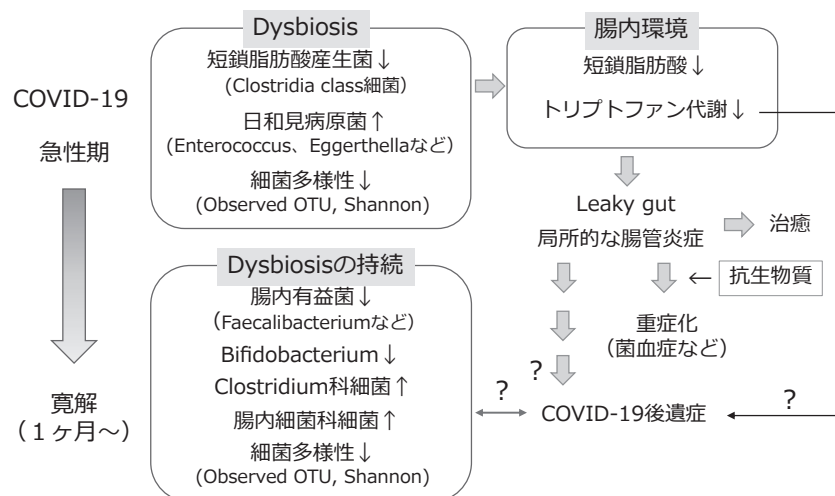 COVID-19
急性期
寛解
（１ヶ月～）
Dysbiosis
短鎖脂肪酸産生菌↓
(Clostridia class細菌)
日和見病原菌↑
(Enterococcus、Eggerthellaなど)
細菌多様性↓
(Observed OTU, Shannon)
腸内環境
短鎖脂肪酸↓
トリプトファン代謝↓
Leaky gut
局所的な腸管炎症
治癒
抗生物質
重症化
（菌血症など）
Dysbiosisの持続
腸内有益菌↓
（Faecalibacteriumなど）
Bifidobacterium↓
Clostridium科細菌↑
腸内細菌科細菌↑
細菌多様性↓
(Observed OTU, Shannon)
?
?
COVID-19後遺症
?